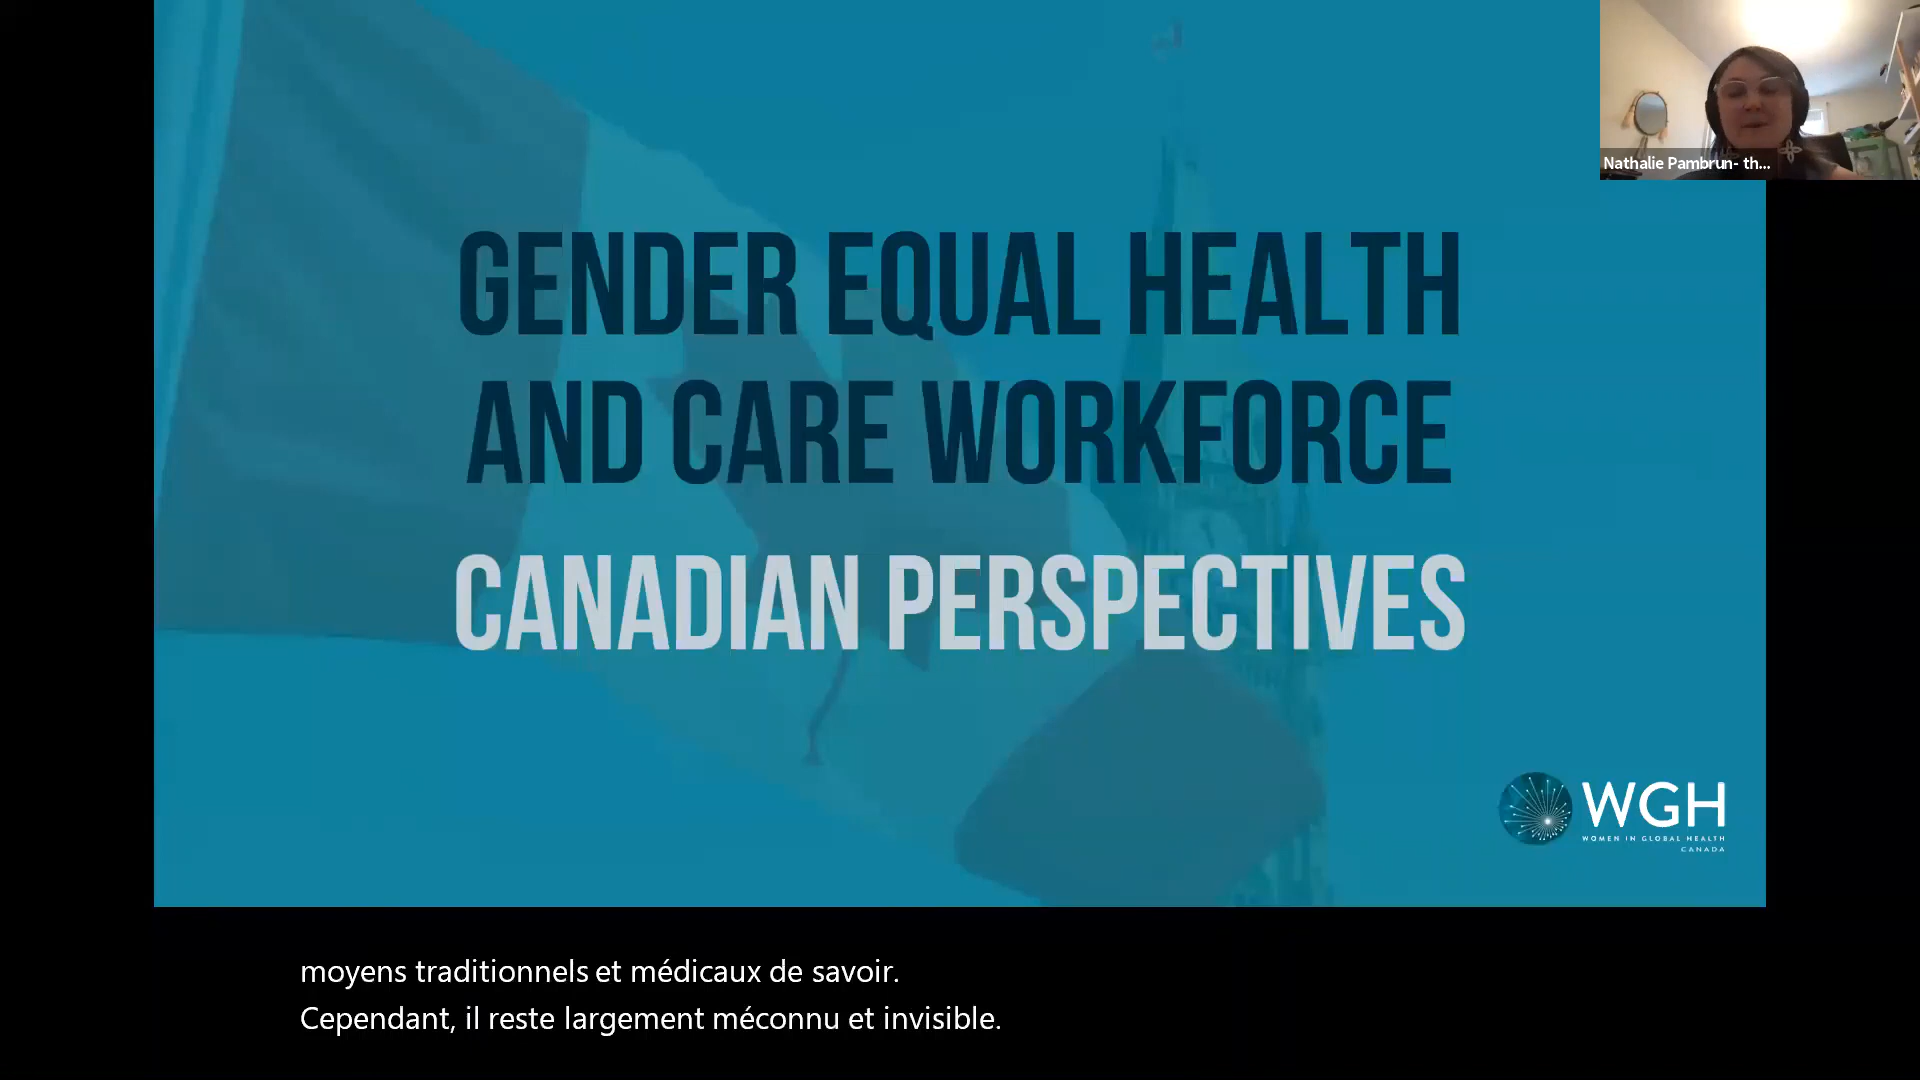 Nathalie Pambrun- th...
GENDER EQUAL HEALTH
AND CARE WORKFORCE
CANADIAN PERSPECTIVES
WGH
WOMEN IN GLOBAL HEALTH
CANADA
moyens traditionnels et médicaux de savoir.
Cependant, il reste largement méconnu et invisible.